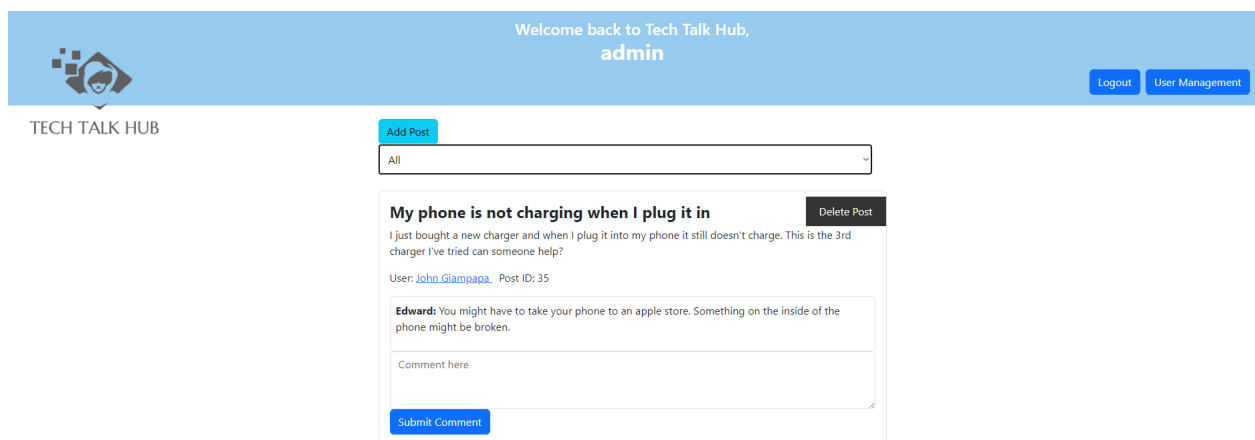 Welcome back to Tech Talk Hub,
admin
Logout
User Management
TECH TALK HUB
Add Post
All
My phone is not charging when I plug it in
Delete Post
I just bought a new charger and when I plug it into my phone it still doesn't charge. This is the 3rd
charger I've tried can someone help?
User: John Giampapa Post ID: 35
Edward: You might have to take your phone to an apple store. Something on the inside of the
phone might be broken.
Comment here
Submit Comment